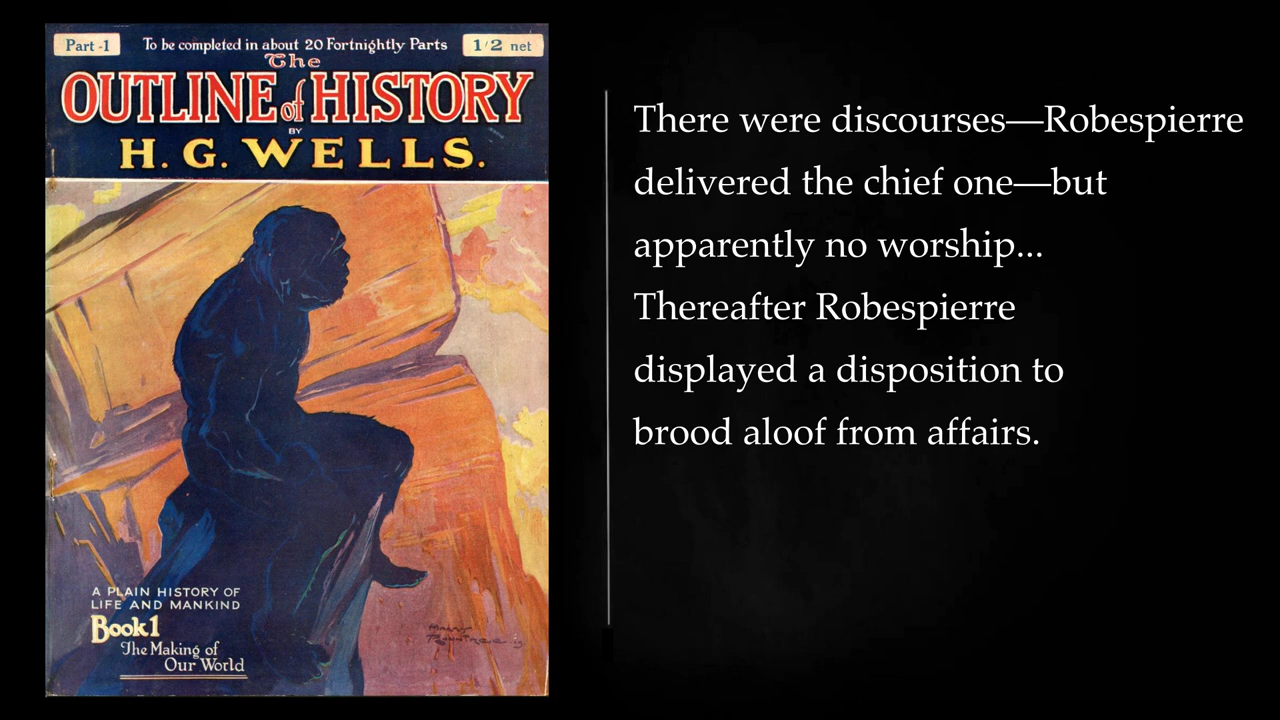 Part -1
To be completed in about 20 Fortnightly Parts
1/2 net
The
OUTLINE of HISTORY
BY
H. G. WELLS.
A PLAIN HISTORY OF
LIFE AND MANKIND
Book 1
The Making of
Our World
There were discourses—Robespierre
delivered the chief one—but
apparently no worship...
Thereafter Robespierre
displayed a disposition to
brood aloof from affairs.